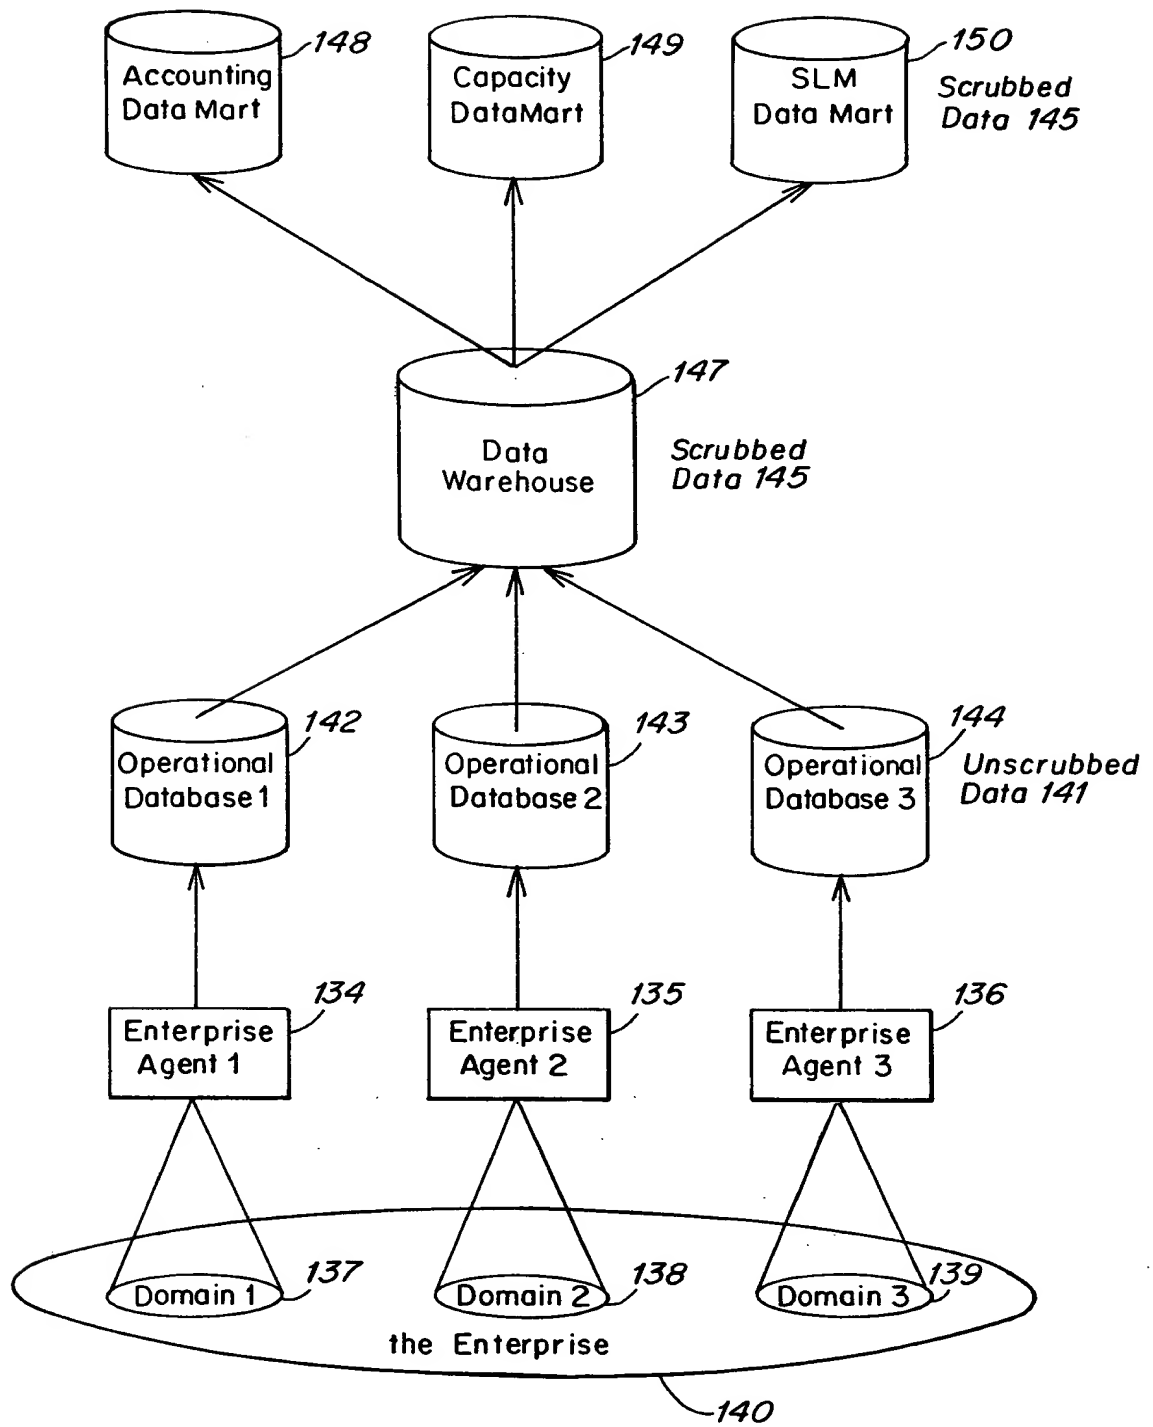 148
149
150
Accounting
Data Mart
Capacity
DataMart
SLM
Data Mart
Scrubbed
Data 145
147
Data
Warehouse
Scrubbed
Data 145
142
143
144
Operational
Database 1
Operational
Database 2
Operational
Database 3
Unscrubbed
Data 141
134
135
136
Enterprise
Agent 1
Enterprise
Agent 2
Enterprise
Agent 3
137
138
139
Domain 1
Domain 2
Domain 3
the Enterprise
140